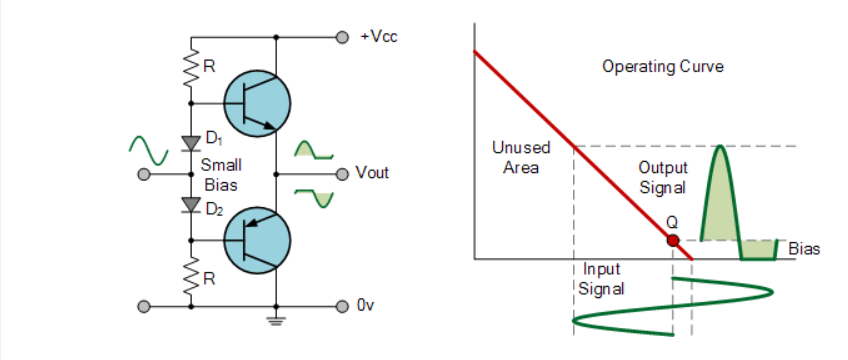 +Vcc
R
D1
Small
Bias
Vout
D2
R
0v
Operating Curve
Unused
Area
Output
Signal
Q
Bias
Input
Signal